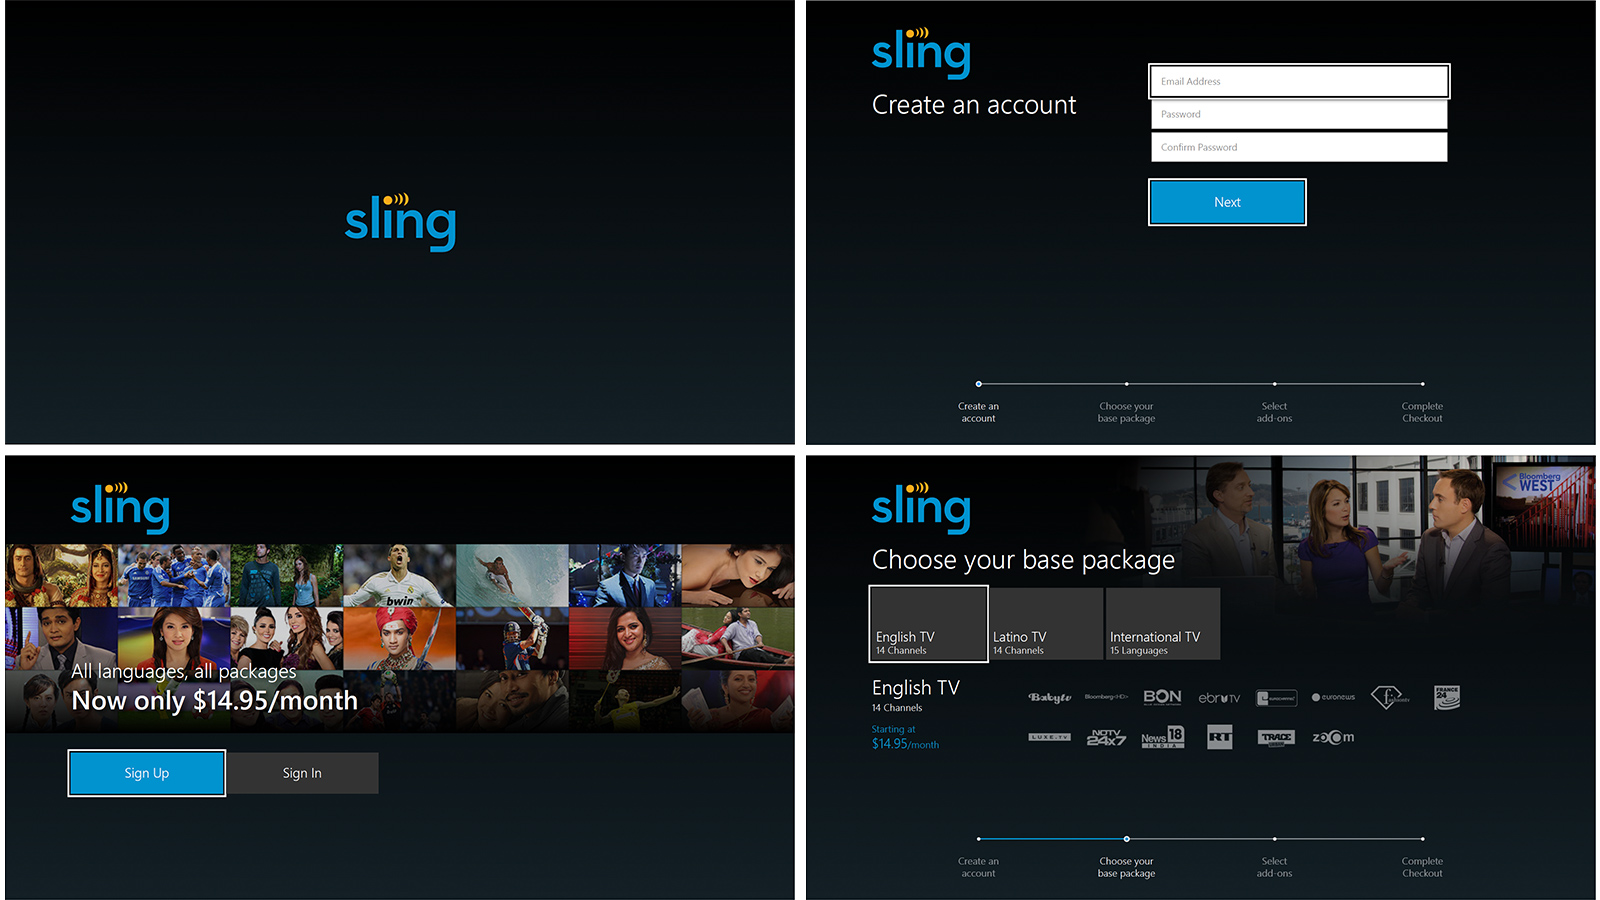 sling
sling
Create an account
Email Address
Password
Confirm Password
Next
Create an
account
Choose your
base package
Select
add-ons
Complete
Checkout
sling
bwin
SAMSUNG
All languages, all packages
Now only $14.95/month
Sign Up
Sign In
sling
Bloomberg
WEST
Choose your base package
English TV
14 Channels
Latino TV
14 Channels
International TV
15 Languages
English TV
14 Channels
Starting at
$14.95/month
Babytv
Bloomberg HD
BON
ebru TV
euronews
FRANCE
24
LUXE.TV
NDTV
24x7
News 18
INDIA
RT
TRACE
zoom
Create an
account
Choose your
base package
Select
add-ons
Complete
Checkout